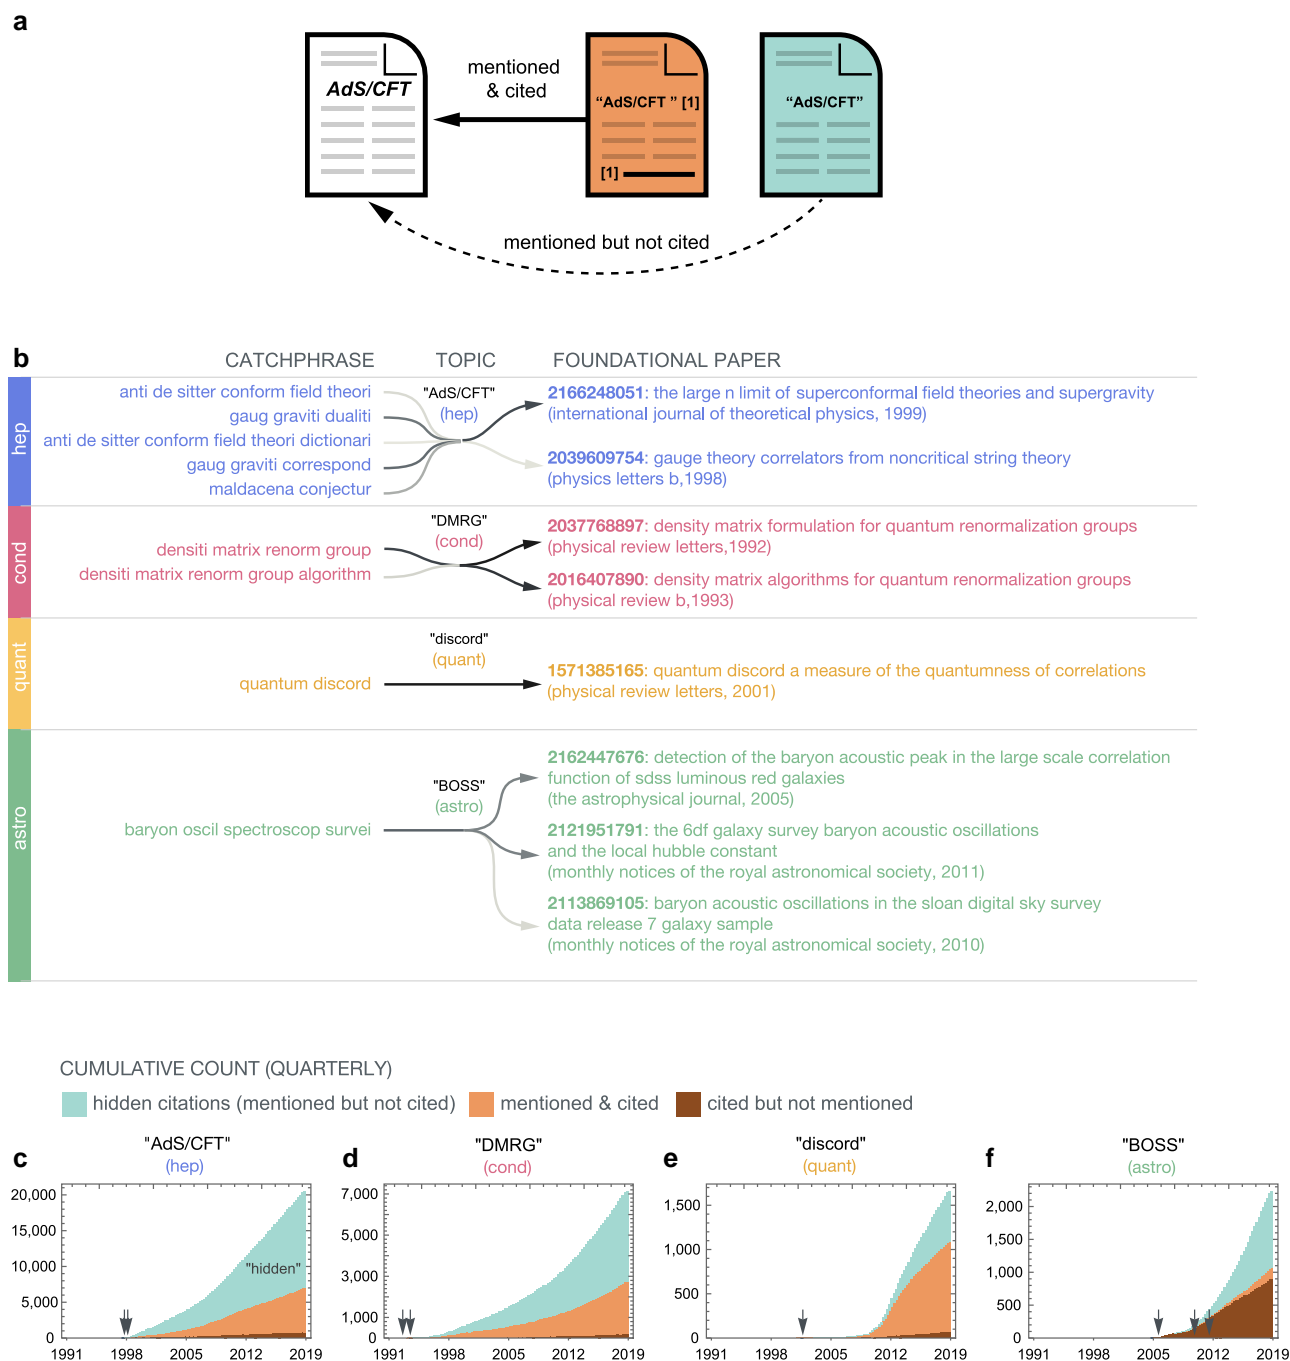 a
AdS/CFT
mentioned
& cited
“AdS/CFT ” [1]
[1]
“AdS/CFT”
mentioned but not cited
b
CATCHPHRASE
TOPIC
FOUNDATIONAL PAPER
hep
anti de sitter conform field theori
gaug graviti dualiti
anti de sitter conform field theori dictionari
gaug graviti correspond
maldacena conjectur
"AdS/CFT"
(hep)
2166248051: the large n limit of superconformal field theories and supergravity
(international journal of theoretical physics, 1999)
2039609754: gauge theory correlators from noncritical string theory
(physics letters b,1998)
cond
densiti matrix renorm group
densiti matrix renorm group algorithm
"DMRG"
(cond)
2037768897: density matrix formulation for quantum renormalization groups
(physical review letters,1992)
2016407890: density matrix algorithms for quantum renormalization groups
(physical review b,1993)
quant
quantum discord
"discord"
(quant)
1571385165: quantum discord a measure of the quantumness of correlations
(physical review letters, 2001)
astro
baryon oscil spectroscop survei
"BOSS"
(astro)
2162447676: detection of the baryon acoustic peak in the large scale correlation
function of sdss luminous red galaxies
(the astrophysical journal, 2005)
2121951791: the 6df galaxy survey baryon acoustic oscillations
and the local hubble constant
(monthly notices of the royal astronomical society, 2011)
2113869105: baryon acoustic oscillations in the sloan digital sky survey
data release 7 galaxy sample
(monthly notices of the royal astronomical society, 2010)
CUMULATIVE COUNT (QUARTERLY)
hidden citations (mentioned but not cited)
mentioned & cited
cited but not mentioned
c
"AdS/CFT"
(hep)
20,000
15,000
10,000
5,000
0
"hidden"
1991 1998 2005 2012 2019
d
"DMRG"
(cond)
7,000
5,000
3,000
1,000
0
1991 1998 2005 2012 2019
e
"discord"
(quant)
1,500
1,000
500
0
1991 1998 2005 2012 2019
f
"BOSS"
(astro)
2,000
1,500
1,000
500
0
1991 1998 2005 2012 2019